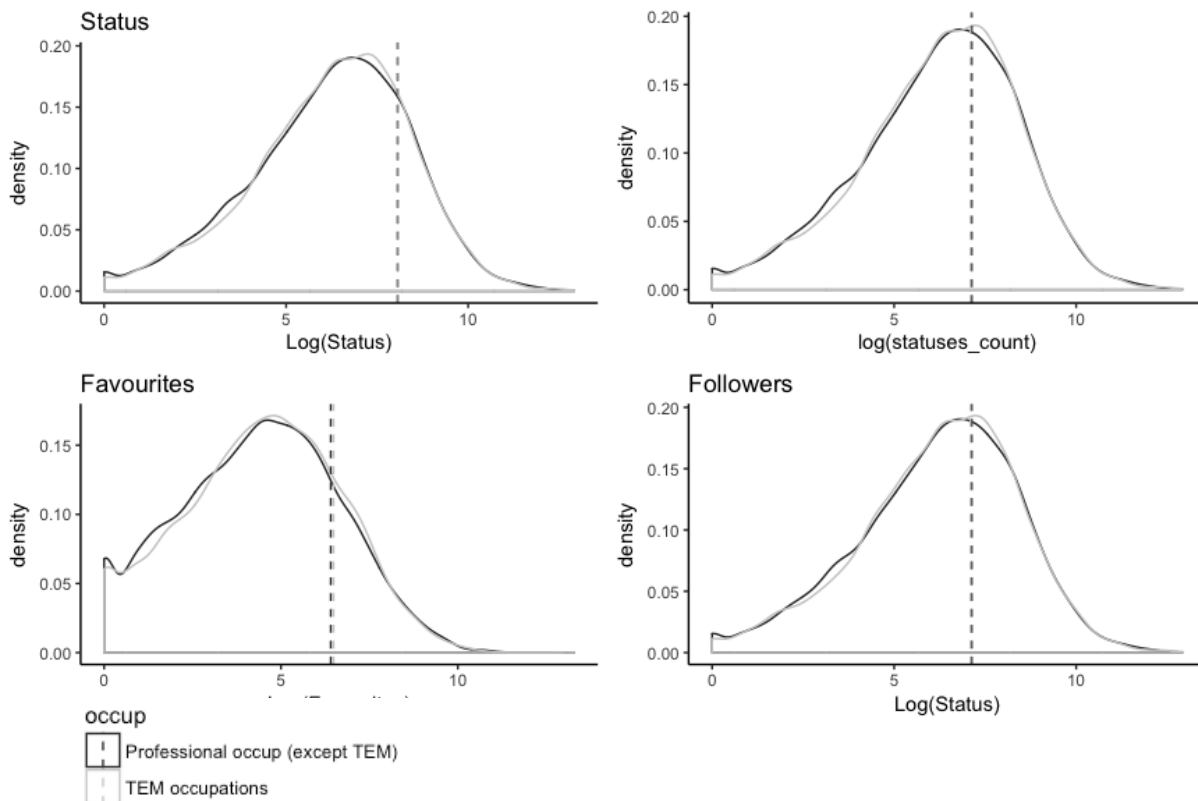 Status
0.20
0.15
0.10
0.05
0.00
density
0 5 10
Log(Status)
0.20
0.15
0.10
0.05
0.00
density
0 5 10
log(statuses_count)
Favourites
0.15
0.10
0.05
0.00
density
0 5 10
Followers
0.20
0.15
0.10
0.05
0.00
density
0 5 10
Log(Status)
occup
Professional occup (except TEM)
TEM occupations